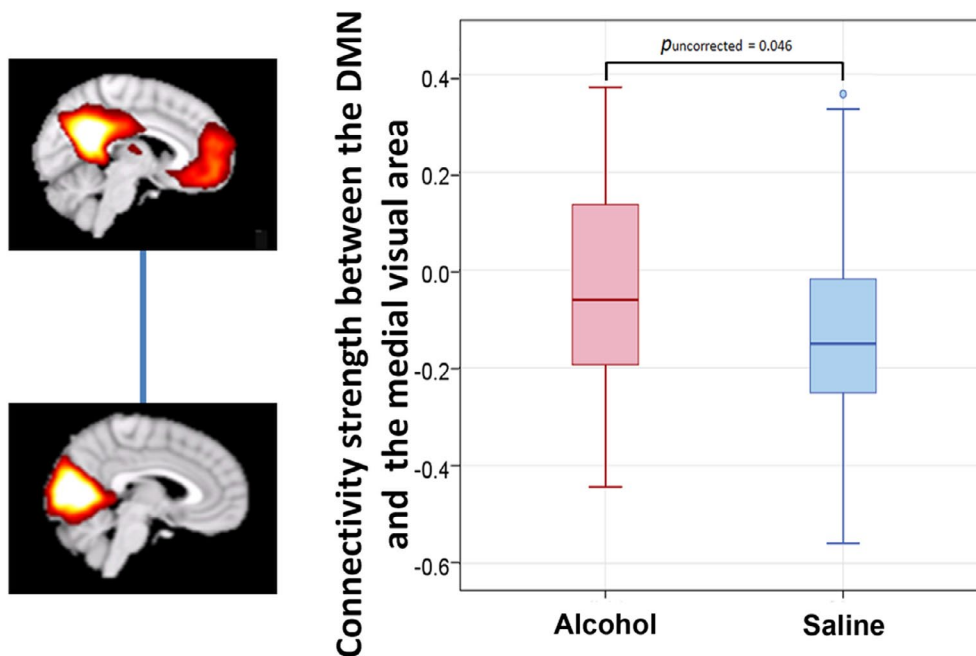 Connectivity strength between the DMN
and the medial visual area
puncorrected = 0.046
0.4
0.2
0.0
-0.2
-0.4
-0.6
Alcohol
Saline